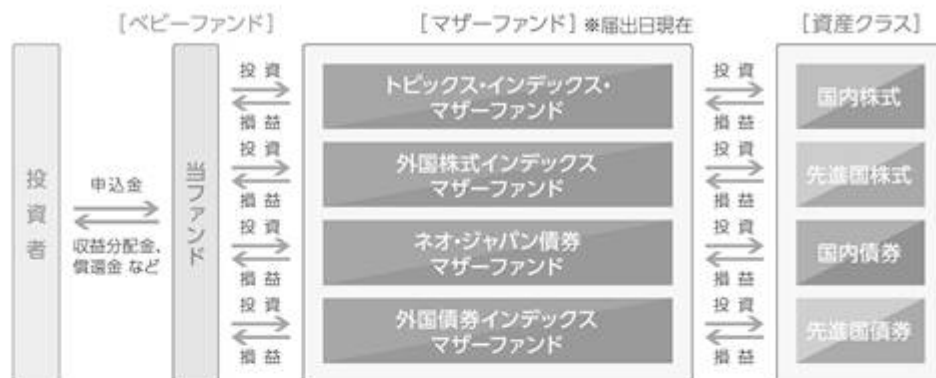 [ベビーファンド]
[マザーファンド] ※届出日現在
[資産クラス]
投資者
申込金
収益分配金、
償還金 など
当ファンド
投資
損益
トピックス・インデックス・
マザーファンド
投資
損益
国内株式
投資
損益
外国株式インデックス
マザーファンド
投資
損益
先進国株式
投資
損益
ネオ・ジャパン債券
マザーファンド
投資
損益
国内債券
投資
損益
外国債券インデックス
マザーファンド
投資
損益
先進国債券